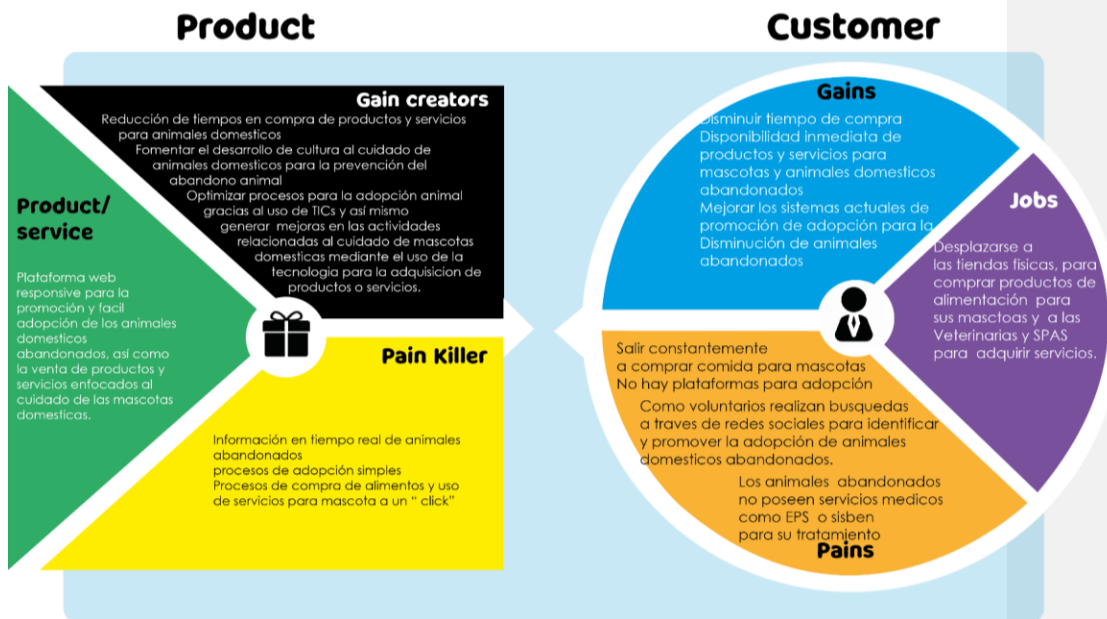 Product
Customer
Gain creators
Reducción de tiempos en compra de productos y servicios
para animales domesticos
Fomentar el desarrollo de cultura al cuidado de
animales domesticos para la prevención del
abandono animal
Optimizar procesos para la adopción animal
gracias al uso de TICs y así mismo
generar mejoras en las actividades
relacionadas al cuidado de mascotas
domesticas mediante el uso de la
tecnologia para la adquisicion de
productos o servicios.
Product/
service
Plataforma web
responsive para la
promoción y facil
adopción de los animales
domesticos
abandonados, así como
la venta de productos y
servicios enfocados al
cuidado de las mascotas
domesticas.
Pain Killer
Información en tiempo real de animales
abandonados
procesos de adopción simples
Procesos de compra de alimentos y uso
de servicios para mascota a un “ click”
Gains
Disminuir tiempo de compra
Disponibilidad inmediata de
productos y servicios para
mascotas y animales domesticos
abandonados
Mejorar los sistemas actuales de
promoción de adopción para la
Disminución de animales
abandonados
Jobs
Desplazarse a
las tiendas fisicas, para
comprar productos de
alimentación para
sus masctoas y a las
Veterinarias y SPAS
para adquirir servicios.
Salir constantemente
a comprar comida para mascotas
No hay plataformas para adopción
Como voluntarios realizan busquedas
a traves de redes sociales para identificar
y promover la adopción de animales
domesticos abandonados.
Los animales abandonados
no poseen servicios medicos
como EPS o sisben
para su tratamiento
Pains